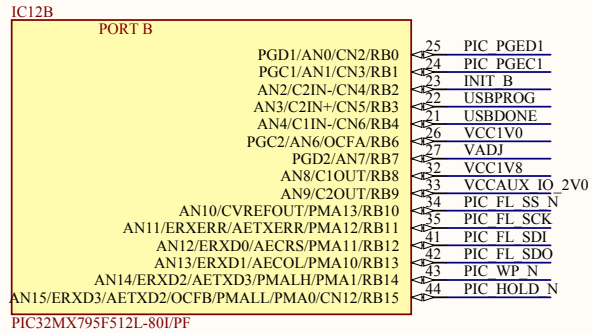 IC12B
PORT B
PGD1/AN0/CN2/RB0 25 PIC_PGED1
PGC1/AN1/CN3/RB1 24 PIC_PGEC1
AN2/C2IN-/CN4/RB2 23 INIT_B
AN3/C2IN+/CN5/RB3 22 USBPROG
AN4/C1IN-/CN6/RB4 21 USBDONE
PGC2/AN6/OCFA/RB6 26 VCC1V0
PGD2/AN7/RB7 27 VADJ
AN8/C1OUT/RB8 32 VCC1V8
AN9/C2OUT/RB9 33 VCCAUX_IO_2V0
AN10/CVREFOUT/PMA13/RB10 34 PIC_FL_SS_N
AN11/ERXERR/AETXERR/PMA12/RB11 35 PIC_FL_SCK
AN12/ERXD0/AECRS/PMA11/RB12 41 PIC_FL_SDI
AN13/ERXD1/AECOL/PMA10/RB13 42 PIC_FL_SDO
AN14/ERXD2/AETXD3/PMALH/PMA1/RB14 43 PIC_WP_N
AN15/ERXD3/AETXD2/OCFB/PMALL/PMA0/CN12/RB15 44 PIC_HOLD_N
PIC32MX795F512L-80I/PF